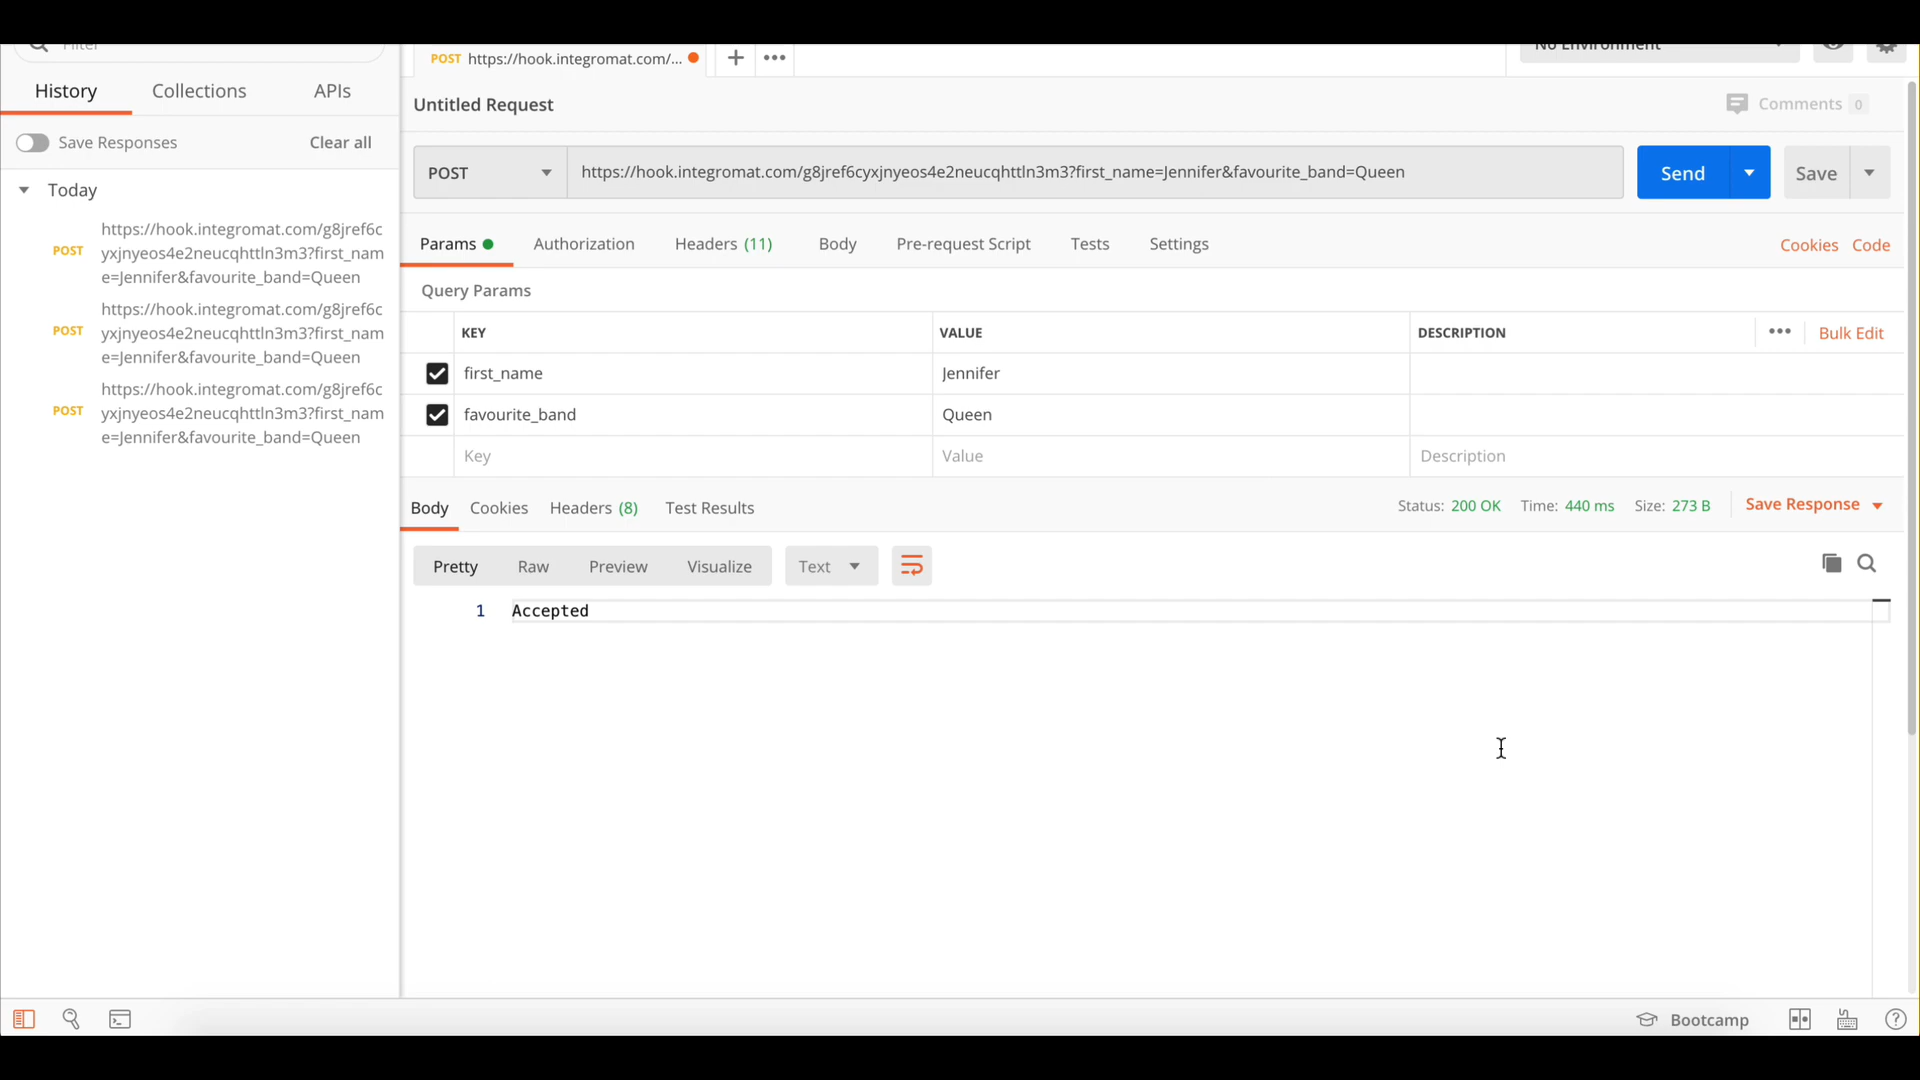 Filter
No Environment
POST https://hook.integromat.com/...
History Collections APIs
Untitled Request
Comments 0
Save Responses Clear all
POST https://hook.integromat.com/g8jref6cyxjnyeos4e2neucqhttln3m3?first_name=Jennifer&favourite_band=Queen Send Save
Today
POST https://hook.integromat.com/g8jref6c
yxjnyeos4e2neucqhttln3m3?first_nam
e=Jennifer&favourite_band=Queen
POST https://hook.integromat.com/g8jref6c
yxjnyeos4e2neucqhttln3m3?first_nam
e=Jennifer&favourite_band=Queen
POST https://hook.integromat.com/g8jref6c
yxjnyeos4e2neucqhttln3m3?first_nam
e=Jennifer&favourite_band=Queen
Params Authorization Headers (11) Body Pre-request Script Tests Settings Cookies Code
Query Params
KEY VALUE DESCRIPTION Bulk Edit
first_name Jennifer
favourite_band Queen
Key Value Description
Body Cookies Headers (8) Test Results Status: 200 OK Time: 440 ms Size: 273 B Save Response
Pretty Raw Preview Visualize Text
1 Accepted
Bootcamp